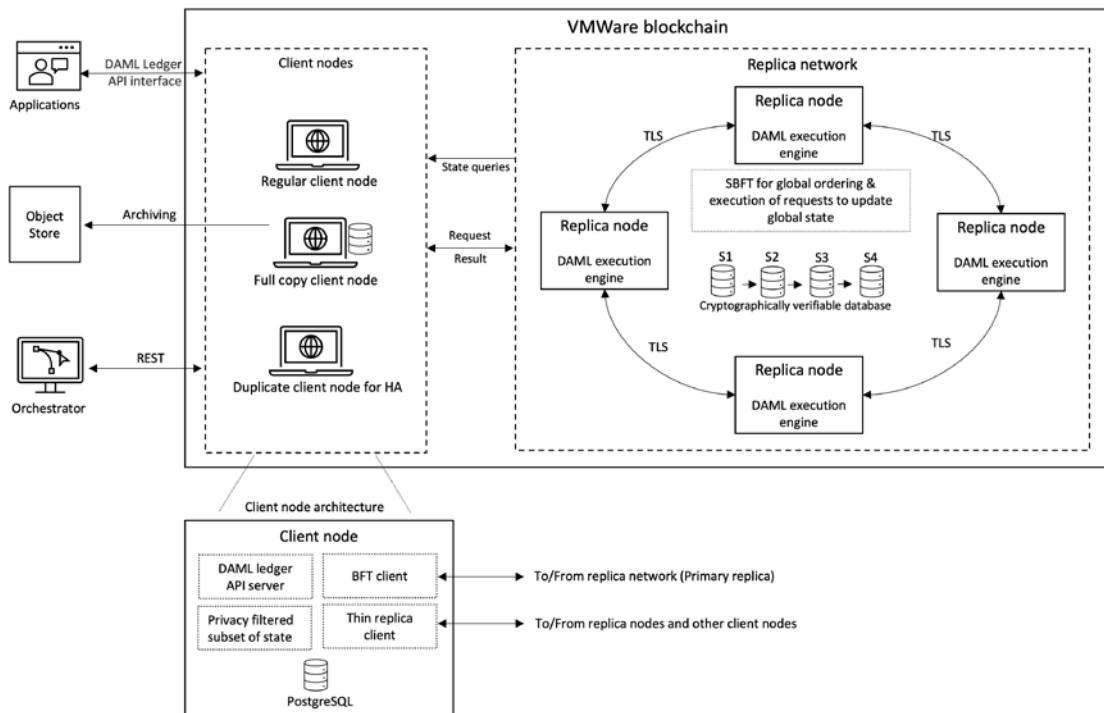 VMWare blockchain
Applications
DAML Ledger
API interface
Client nodes
Regular client node
Full copy client node
Duplicate client node for HA
Object
Store
Archiving
Orchestrator
REST
State queries
Request
Result
Replica network
Replica node
DAML execution
engine
TLS
TLS
SBFT for global ordering &
execution of requests to update
global state
Replica node
DAML execution
engine
Replica node
DAML execution
engine
S1 S2 S3 S4
Cryptographically verifiable database
TLS
TLS
Replica node
DAML execution
engine
Client node architecture
Client node
DAML ledger
API server
BFT client
To/From replica network (Primary replica)
Privacy filtered
subset of state
Thin replica
client
To/From replica nodes and other client nodes
PostgreSQL